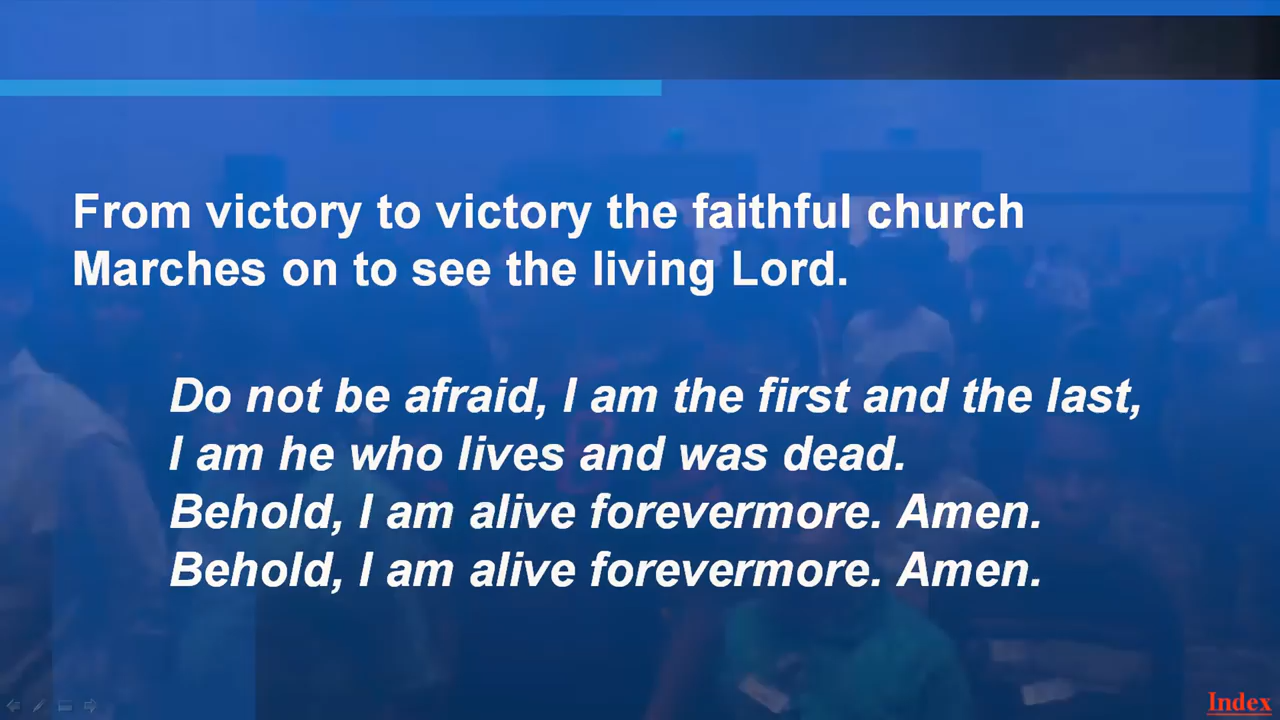 From victory to victory the faithful church
Marches on to see the living Lord.
Do not be afraid, I am the first and the last,
I am he who lives and was dead.
Behold, I am alive forevermore. Amen.
Behold, I am alive forevermore. Amen.
Index